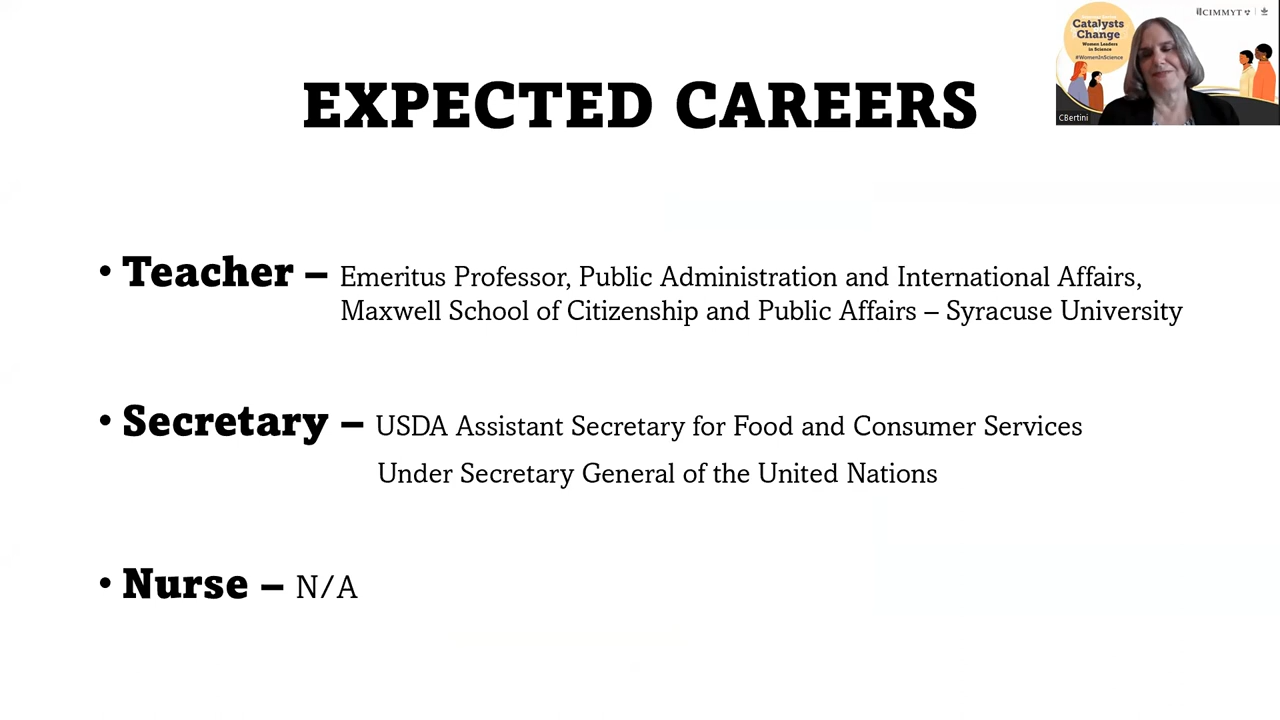 EXPECTED CAREERS
Catalysts
Change
Women Leaders
in Science
#WomenInScience
CIMMYT
CBertini
• Teacher – Emeritus Professor, Public Administration and International Affairs,
Maxwell School of Citizenship and Public Affairs – Syracuse University
• Secretary – USDA Assistant Secretary for Food and Consumer Services
Under Secretary General of the United Nations
• Nurse – N/A